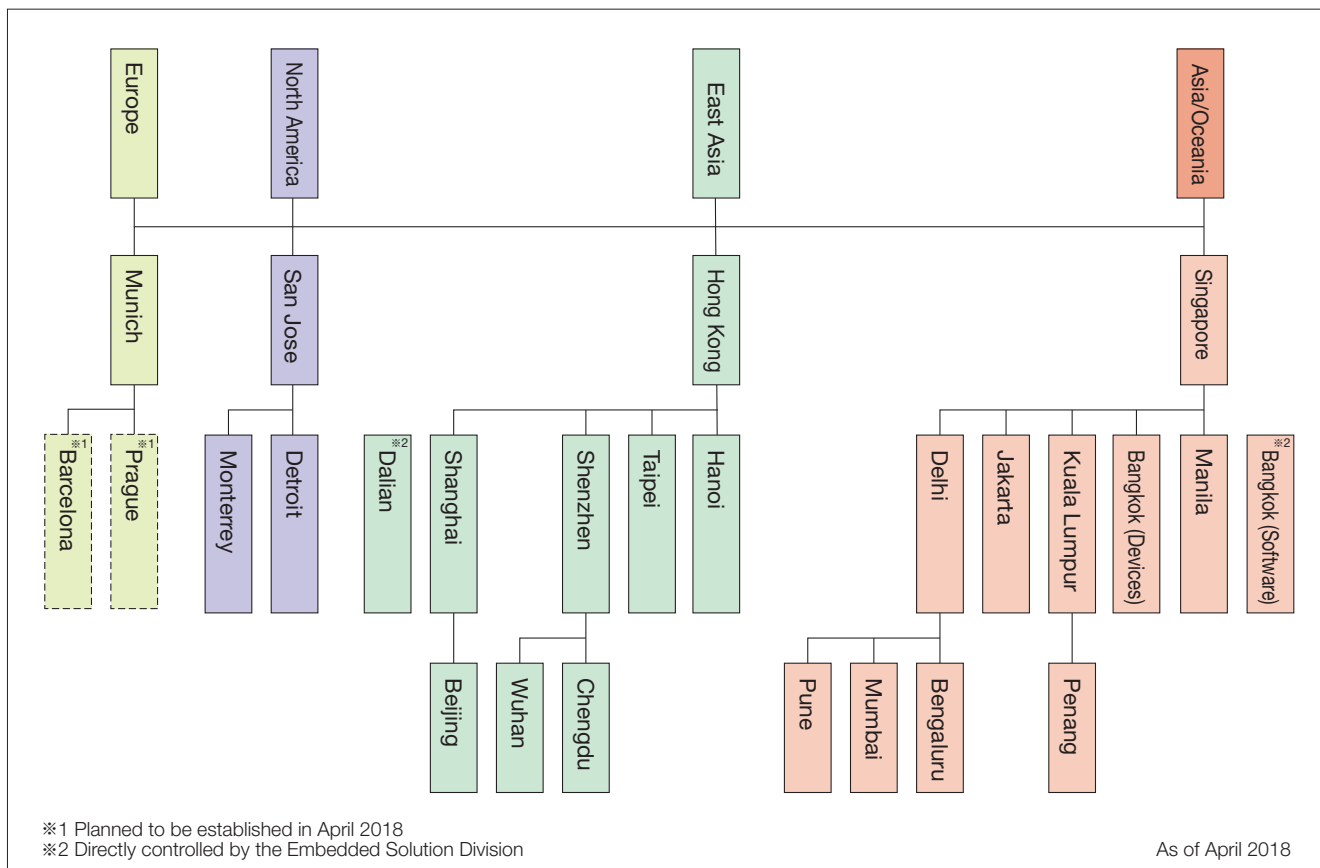 Europe
North America
East Asia
Asia/Oceania
Munich
San Jose
Hong Kong
Singapore
※1 Barcelona
※1 Prague
Monterrey
Detroit
※2 Dalian
Shanghai
Shenzhen
Taipei
Hanoi
Delhi
Jakarta
Kuala Lumpur
Bangkok (Devices)
Manila
※2 Bangkok (Software)
Beijing
Wuhan
Chengdu
Pune
Mumbai
Bengaluru
Penang
※1 Planned to be established in April 2018
※2 Directly controlled by the Embedded Solution Division
As of April 2018